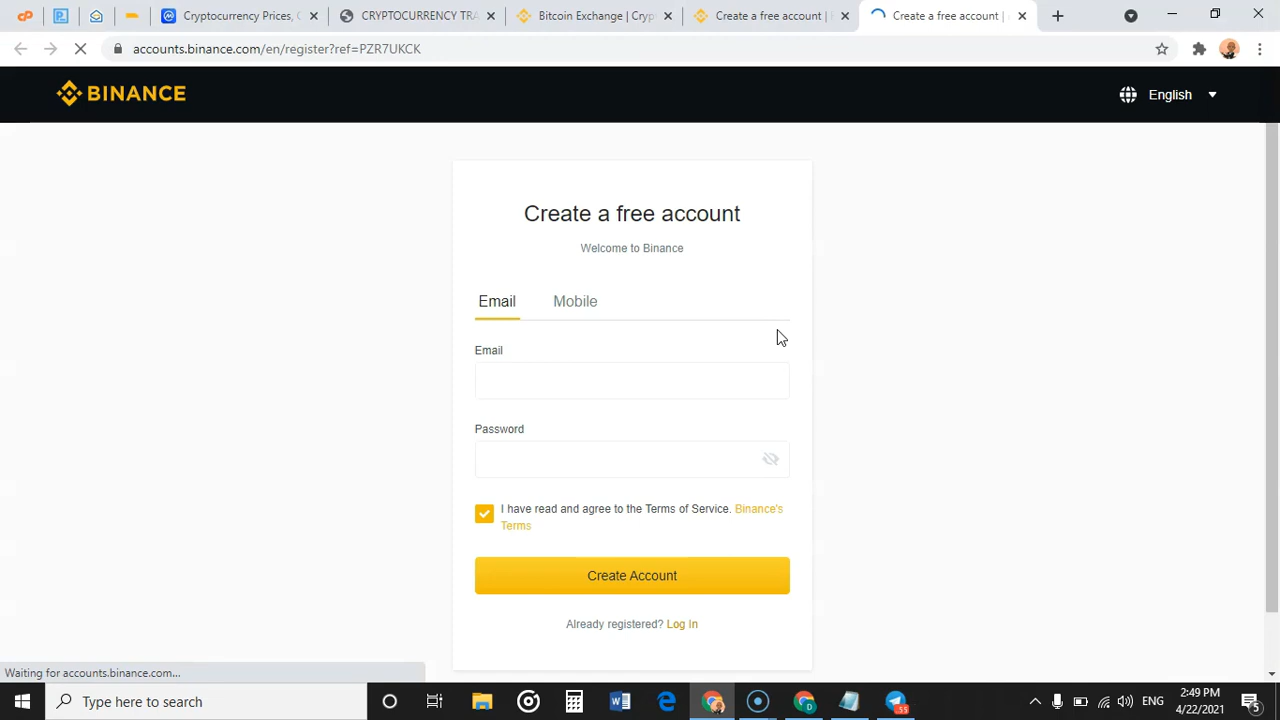 Cryptocurrency Prices, C
CRYPTOCURRENCY TRA
Bitcoin Exchange | Cryp
Create a free account |
Create a free account |
accounts.binance.com/en/register?ref=PZR7UKCK
BINANCE
English
Create a free account
Welcome to Binance
Email Mobile
Email
Password
I have read and agree to the Terms of Service. Binance's
Terms
Create Account
Already registered? Log In
Waiting for accounts.binance.com...
Type here to search
ENG
2:49 PM
4/22/2021
5